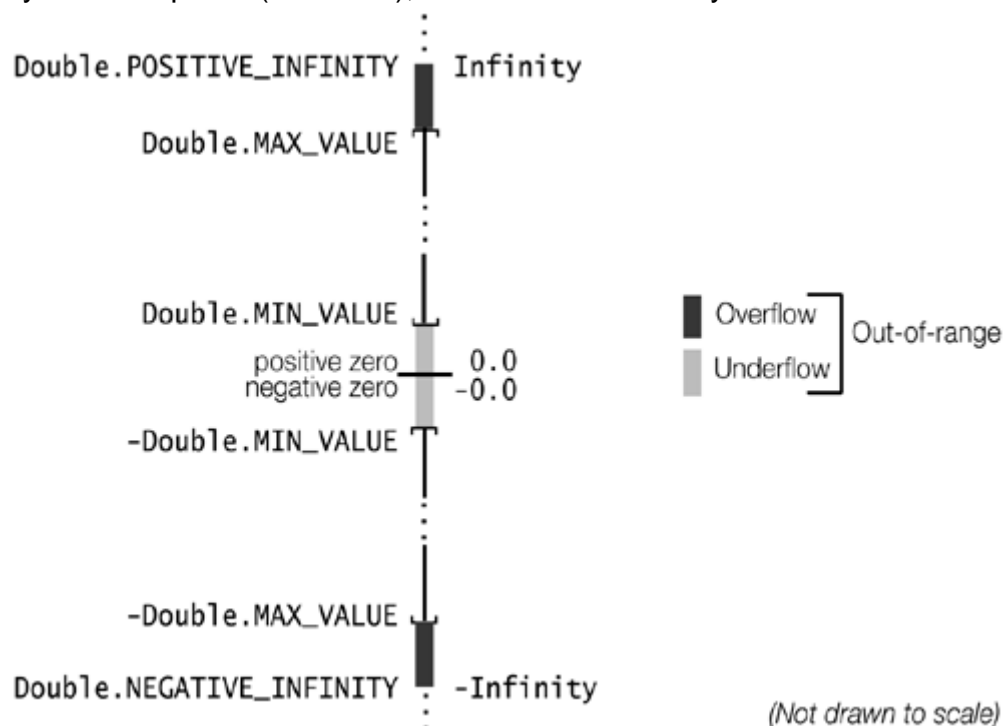 Double.POSITIVE_INFINITY Infinity
Double.MAX_VALUE
Double.MIN_VALUE
Overflow
Out-of-range
positive zero 0.0
Underflow
negative zero -0.0
-Double.MIN_VALUE
-Double.MAX_VALUE
Double.NEGATIVE_INFINITY -Infinity
(Not drawn to scale)